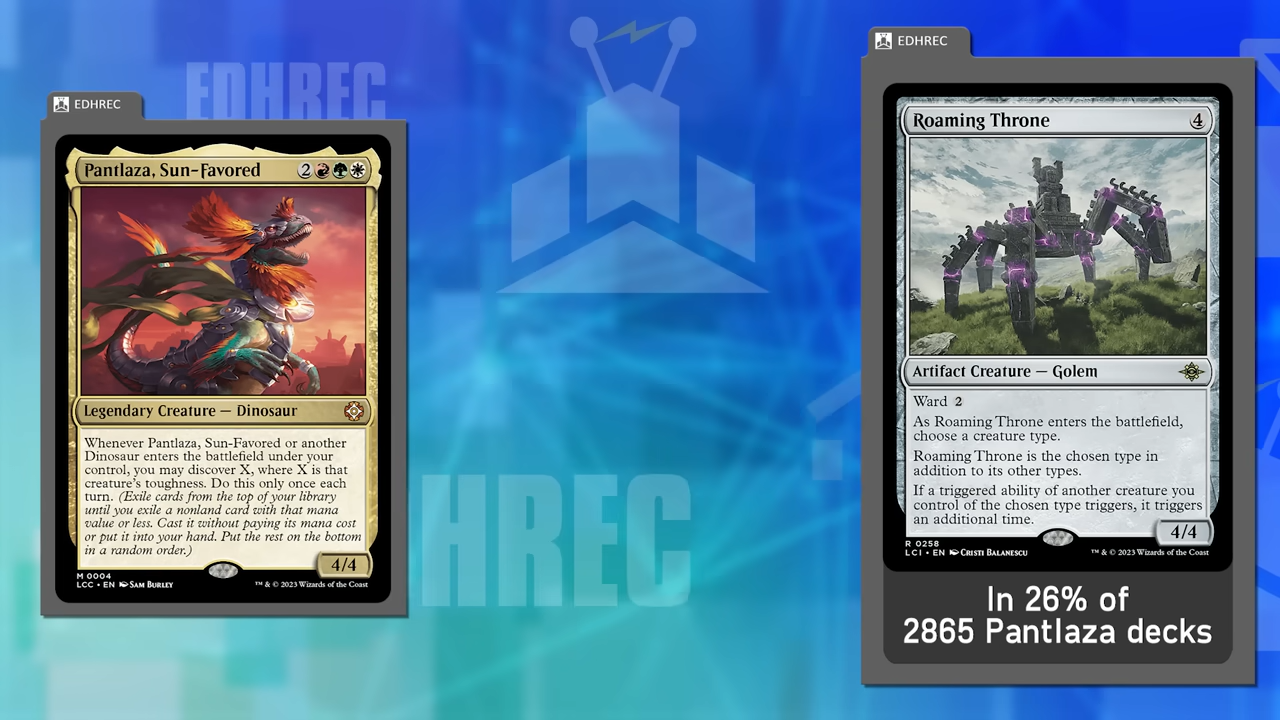 EDHREC
EDHREC
Pantlaza, Sun-Favored 2
Legendary Creature — Dinosaur
Whenever Pantlaza, Sun-Favored or another
Dinosaur enters the battlefield under your
control, you may discover X, where X is that
creature's toughness. Do this only once each
turn. (Exile cards from the top of your library
until you exile a nonland card with that mana
value or less. Cast it without paying its mana cost
or put it into your hand. Put the rest on the bottom
in a random order.)
4/4
M 0004
LCC • EN SAM BURLEY
™ & © 2023 Wizards of the Coast
HREC
EDHREC
Roaming Throne 4
Artifact Creature — Golem
Ward 2
As Roaming Throne enters the battlefield,
choose a creature type.
Roaming Throne is the chosen type in
addition to its other types.
If a triggered ability of another creature you
control of the chosen type triggers, it triggers
an additional time.
4/4
R 0258
LCI • EN CRISTI BALANESCU
™ & © 2023 Wizards of the Coast
In 26% of
2865 Pantlaza decks